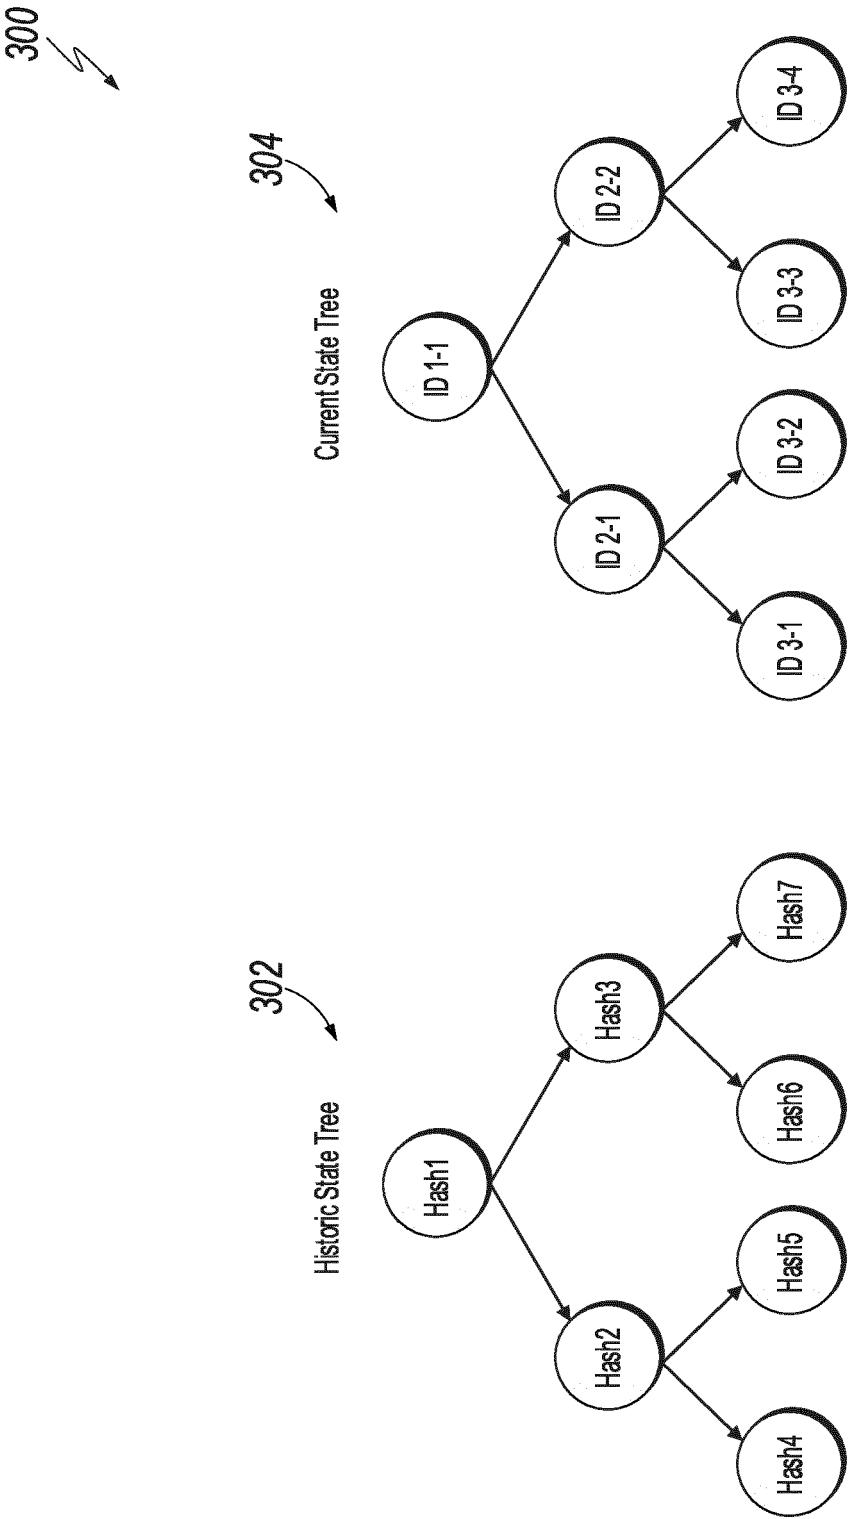 300
302
304
Historic State Tree
Current State Tree
Hash1
ID 1-1
Hash2
Hash3
ID 2-1
ID 2-2
Hash4
Hash5
Hash6
Hash7
ID 3-1
ID 3-2
ID 3-3
ID 3-4